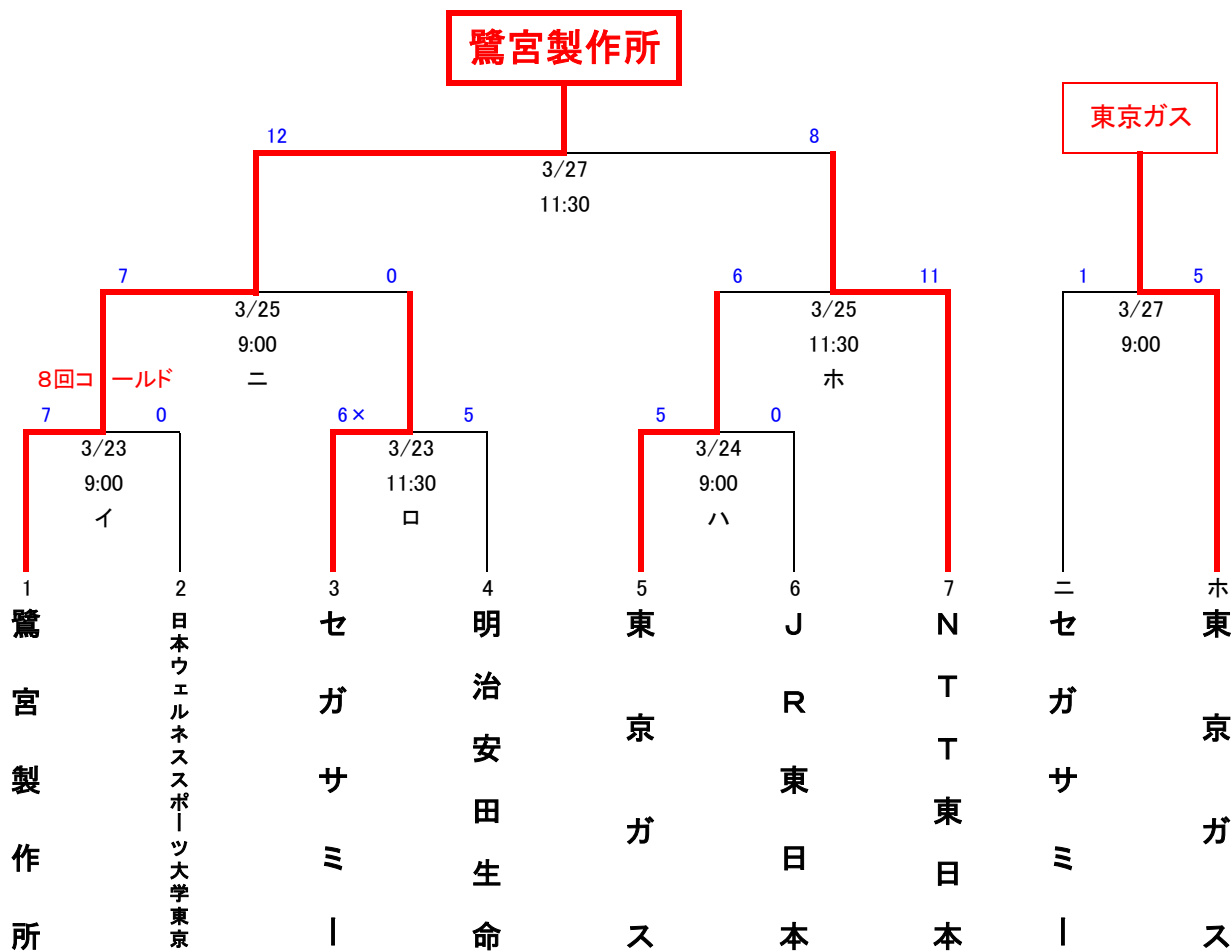 鷺宮製作所
東京ガス
12
8
3/27
11:30
7
0
6
11
1
5
3/25
9:00
ニ
3/25
11:30
ホ
3/27
9:00
8回コールド
7
0
6×
5
5
0
3/23
9:00
イ
3/23
11:30
ロ
3/24
9:00
ハ
1
2
3
4
5
6
7
ニ
ホ
鷺宮製作所
日本ウェルネススポーツ大学東京
セガサミー
明治安田生命
東京ガス
JR東日本
NTT東日本
セガサミー
東京ガス